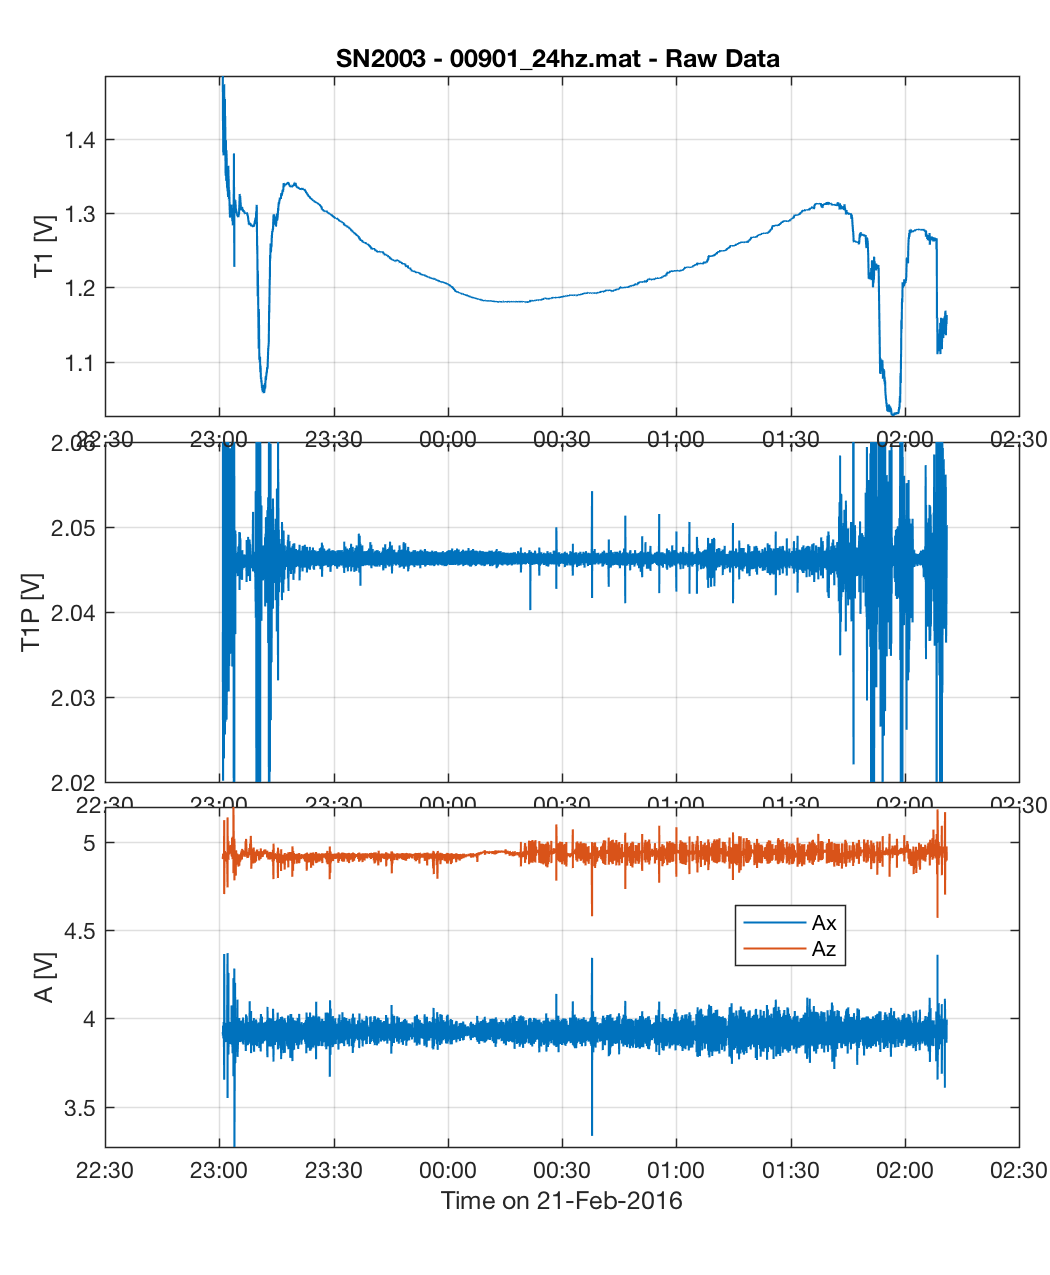 SN2003 - 00901_24hz.mat - Raw Data
1.4
1.3
1.2
1.1
T1 [V]
22:30 23:00 23:30 00:00 00:30 01:00 01:30 02:00 02:30
2.06
2.05
2.04
2.03
2.02
T1P [V]
22:30 23:00 23:30 00:00 00:30 01:00 01:30 02:00 02:30
5
4.5
4
3.5
A [V]
Ax
Az
22:30 23:00 23:30 00:00 00:30 01:00 01:30 02:00 02:30
Time on 21-Feb-2016